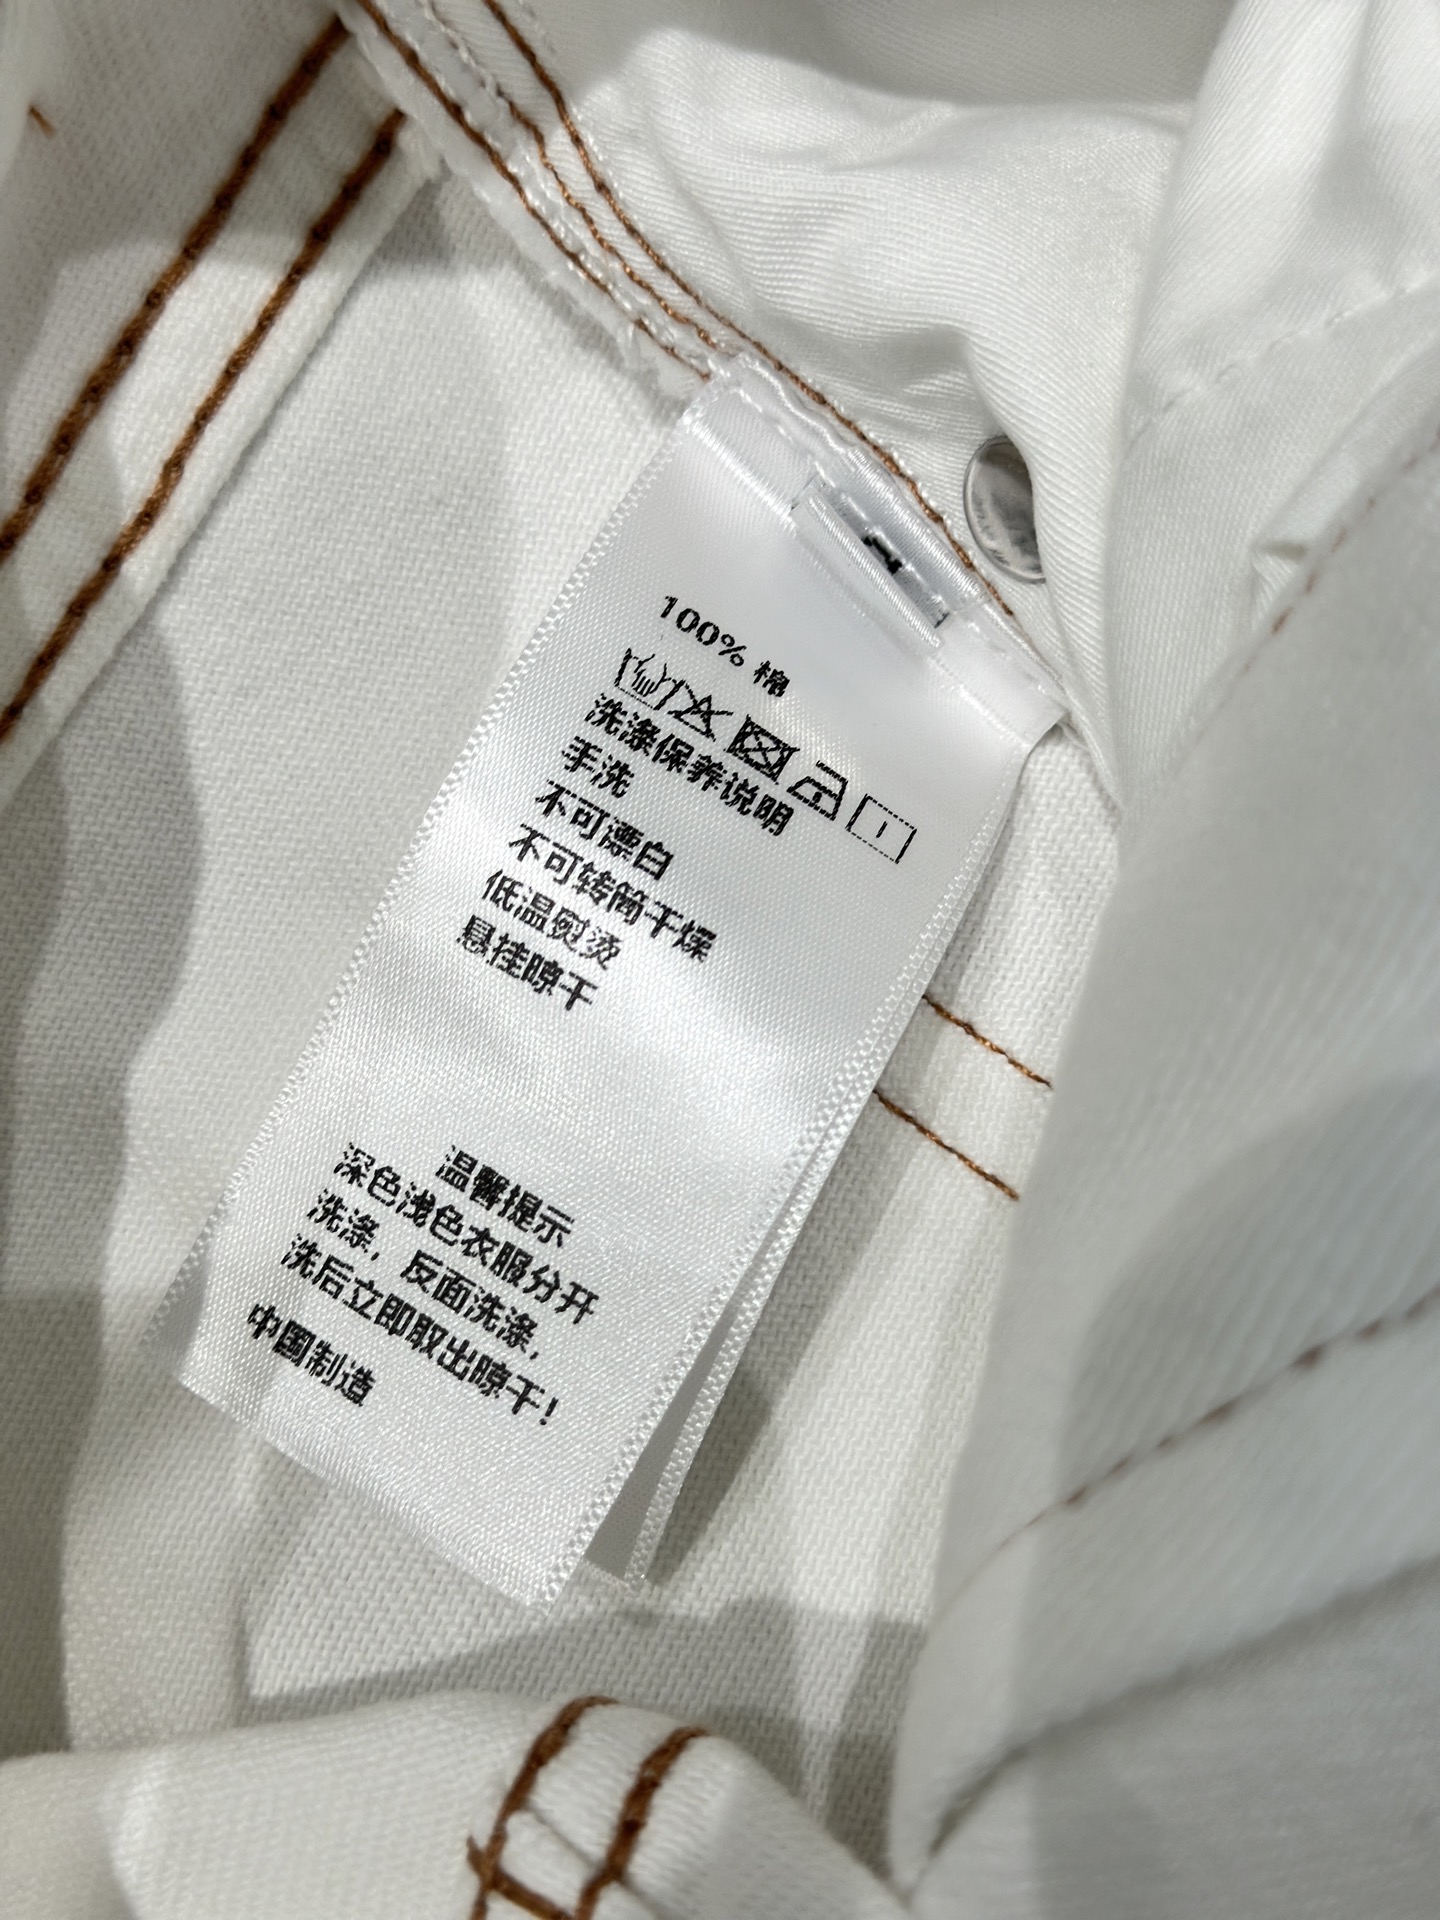 100% 棉
洗涤保养说明
手洗
不可漂白
不可转筒干燥
低温熨烫
悬挂晾干
温馨提示
深色浅色衣服分开
洗涤，反面洗涤，
洗后立即取出晾干!
中国制造